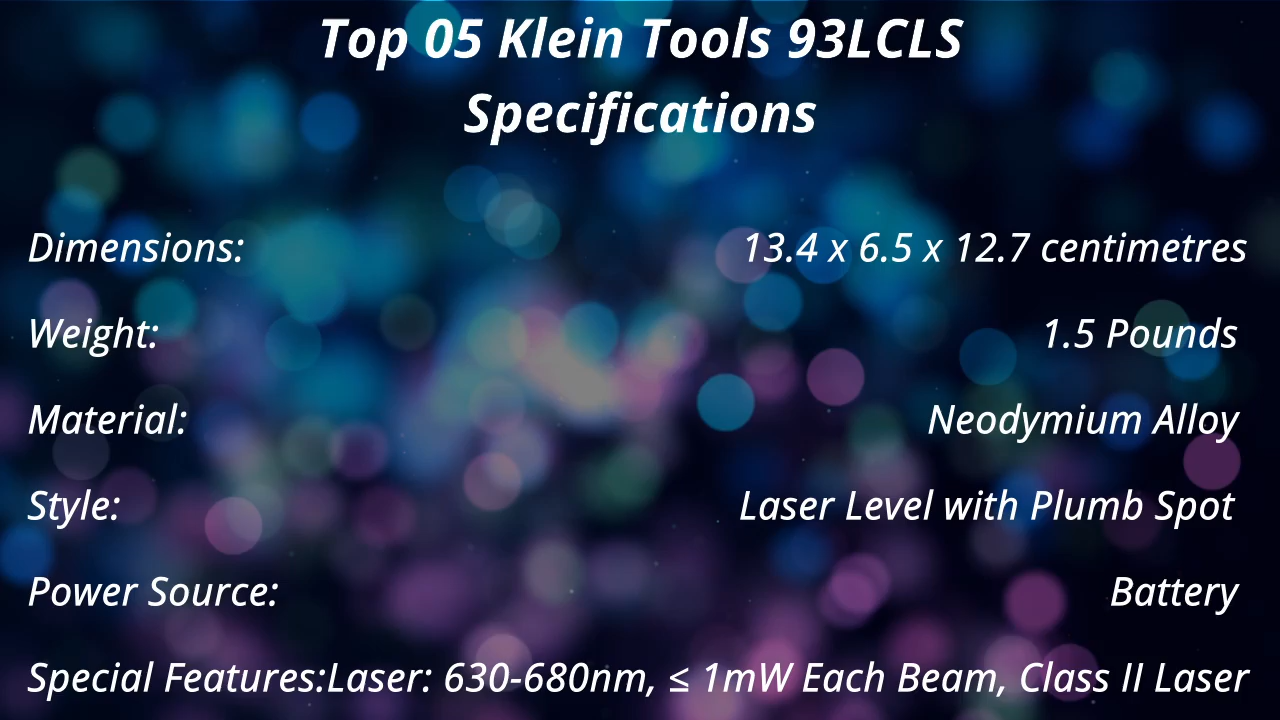 Top 05 Klein Tools 93LCLS
Specifications
Dimensions: 13.4 x 6.5 x 12.7 centimetres
Weight: 1.5 Pounds
Material: Neodymium Alloy
Style: Laser Level with Plumb Spot
Power Source: Battery
Special Features:Laser: 630-680nm, ≤ 1mW Each Beam, Class II Laser